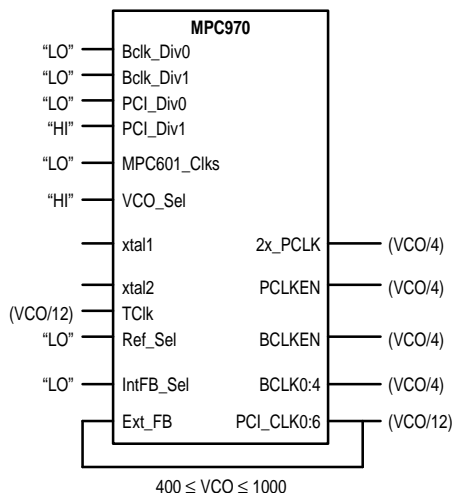 MPC970
“LO” Bclk_Div0
“LO” Bclk_Div1
“LO” PCI_Div0
“HI” PCI_Div1
“LO” MPC601_Clks
“HI” VCO_Sel
xtal1 2x_PCLK (VCO/4)
xtal2 PCLKEN (VCO/4)
(VCO/12) TClk
“LO” Ref_Sel BCLKEN (VCO/4)
“LO” IntFB_Sel BCLK0:4 (VCO/4)
Ext_FB PCI_CLK0:6 (VCO/12)
400 ≤ VCO ≤ 1000